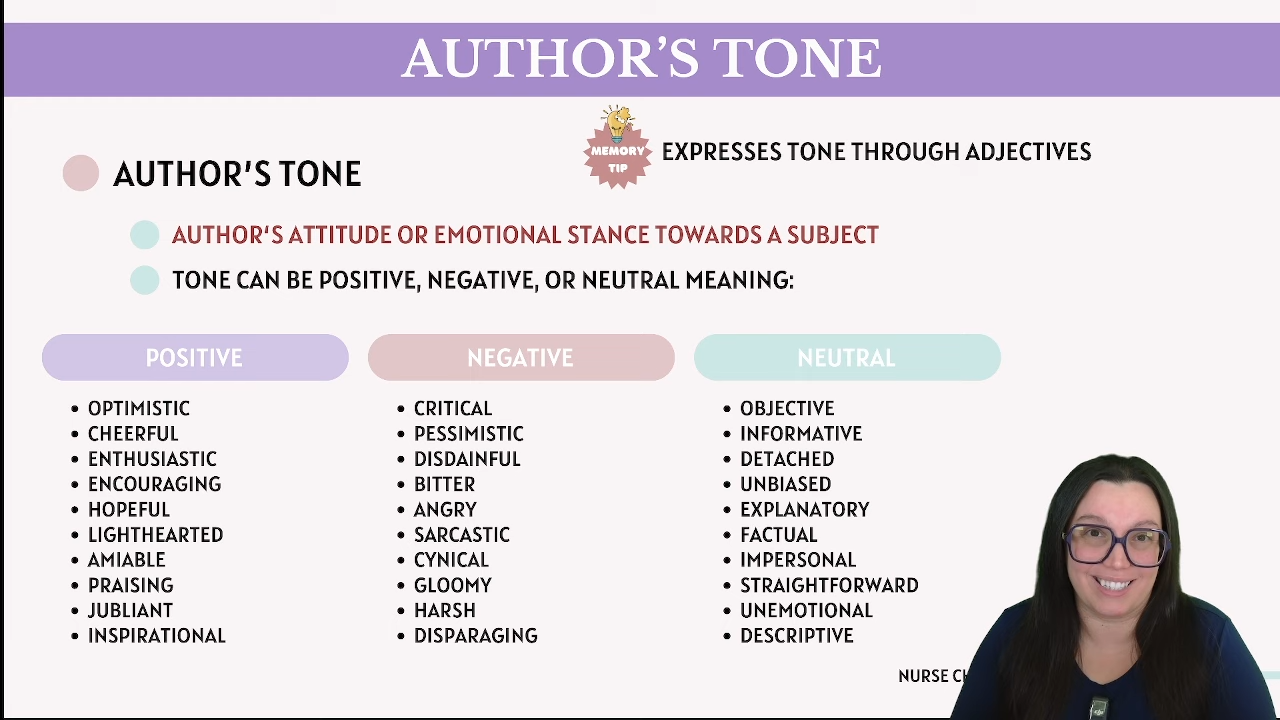 AUTHOR'S TONE
MEMORY
TIP
EXPRESSES TONE THROUGH ADJECTIVES
AUTHOR'S TONE
AUTHOR'S ATTITUDE OR EMOTIONAL STANCE TOWARDS A SUBJECT
TONE CAN BE POSITIVE, NEGATIVE, OR NEUTRAL MEANING:
POSITIVE
OPTIMISTIC
CHEERFUL
ENTHUSIASTIC
ENCOURAGING
HOPEFUL
LIGHTHEARTED
AMIABLE
PRAISING
JUBLIANT
INSPIRATIONAL
NEGATIVE
CRITICAL
PESSIMISTIC
DISDAINFUL
BITTER
ANGRY
SARCASTIC
CYNICAL
GLOOMY
HARSH
DISPARAGING
NEUTRAL
OBJECTIVE
INFORMATIVE
DETACHED
UNBIASED
EXPLANATORY
FACTUAL
IMPERSONAL
STRAIGHTFORWARD
UNEMOTIONAL
DESCRIPTIVE
NURSE